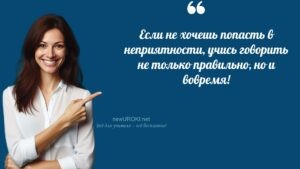 ❝
Если не хочешь попасть в
неприятности, учись говорить
не только правильно, но и
вовремя!
newUROKI.net
всё для учителя – всё бесплатно!